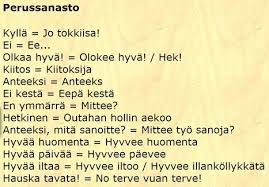 Perussanasto
Kyllä = Jo tokkiisa!
Ei = Ee...
Olkaa hyvä! = Olokee hyvä! / Hek!
Kiitos = Kiitoksija
Anteeksi = Anteeks
Ei kestä = Eepä kestä
En ymmärrä = Mittee?
Hetkinen = Outahan hollin aekoo
Anteeksi, mitä sanoitte? = Mittee työ sanoja?
Hyvää huomenta = Hyvvee huomenta
Hyvää päivää = Hyvvee päevee
Hyvää iltaa = Hyvvee iltoo / Hyvvee illanköllykkätä
Hauska tavata! = No terve vuan terve!